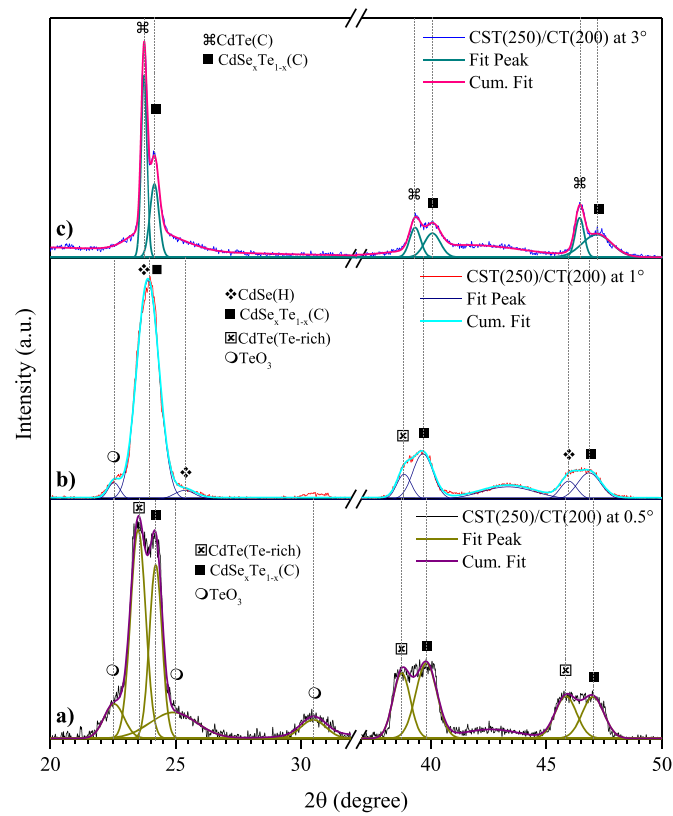 CdTe(C)
CdSexTe1-x(C)
CST(250)/CT(200) at 3°
Fit Peak
Cum. Fit
c)
CdSe(H)
CdSexTe1-x(C)
CdTe(Te-rich)
TeO3
CST(250)/CT(200) at 1°
Fit Peak
Cum. Fit
b)
CdTe(Te-rich)
CdSexTe1-x(C)
TeO3
CST(250)/CT(200) at 0.5°
Fit Peak
Cum. Fit
a)
Intensity (a.u.)
20 25 30 40 45 50
2θ (degree)